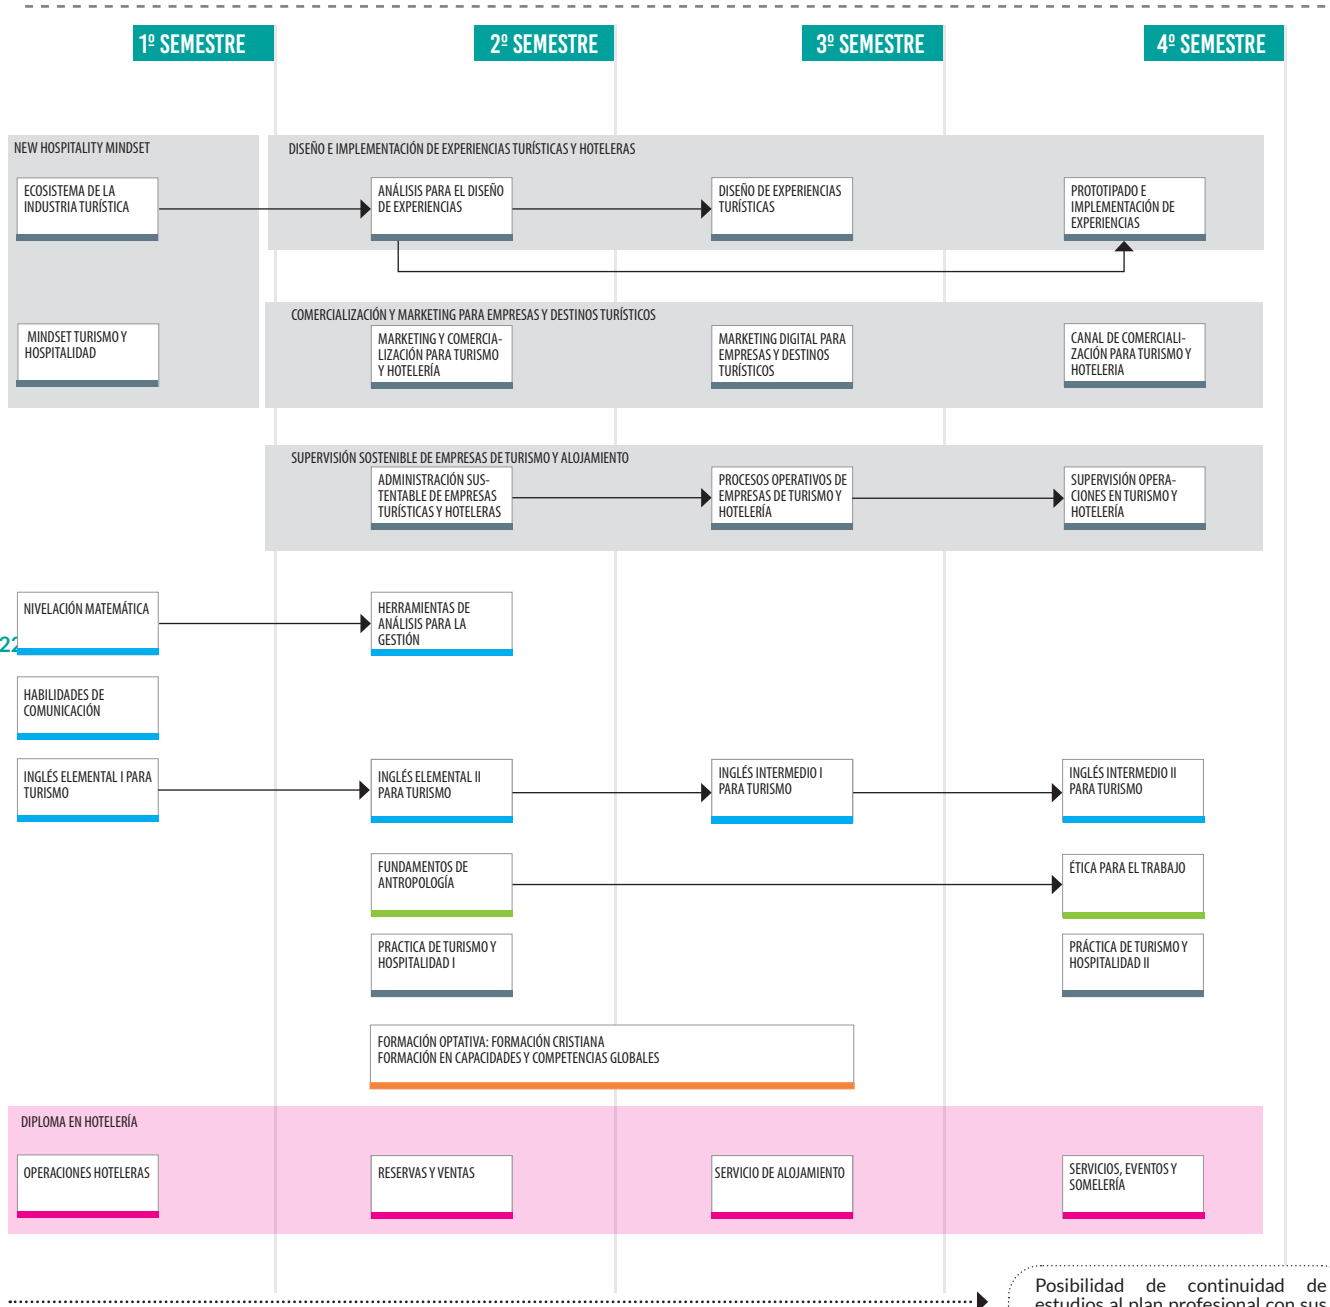 1º SEMESTRE
2º SEMESTRE
3º SEMESTRE
4º SEMESTRE
NEW HOSPITALITY MINDSET
DISEÑO E IMPLEMENTACIÓN DE EXPERIENCIAS TURÍSTICAS Y HOTELERAS
ECOSISTEMA DE LA
INDUSTRIA TURÍSTICA
ANÁLISIS PARA EL DISEÑO
DE EXPERIENCIAS
DISEÑO DE EXPERIENCIAS
TURÍSTICAS
PROTOTIPADO E
IMPLEMENTACIÓN DE
EXPERIENCIAS
COMERCIALIZACIÓN Y MARKETING PARA EMPRESAS Y DESTINOS TURÍSTICOS
MINDSET TURISMO Y
HOSPITALIDAD
MARKETING Y COMERCIA-
LIZACIÓN PARA TURISMO
Y HOTELERÍA
MARKETING DIGITAL PARA
EMPRESAS Y DESTINOS
TURÍSTICOS
CANAL DE COMERCIALI-
ZACIÓN PARA TURISMO Y
HOTELERIA
SUPERVISIÓN SOSTENIBLE DE EMPRESAS DE TURISMO Y ALOJAMIENTO
ADMINISTRACIÓN SUS-
TENTABLE DE EMPRESAS
TURÍSTICAS Y HOTELERAS
PROCESOS OPERATIVOS DE
EMPRESAS DE TURISMO Y
HOTELERÍA
SUPERVISIÓN OPERA-
CIONES EN TURISMO Y
HOTELERÍA
NIVELACIÓN MATEMÁTICA
HERRAMIENTAS DE
ANÁLISIS PARA LA
GESTIÓN
22
HABILIDADES DE
COMUNICACIÓN
INGLÉS ELEMENTAL I PARA
TURISMO
INGLÉS ELEMENTAL II
PARA TURISMO
INGLÉS INTERMEDIO I
PARA TURISMO
INGLÉS INTERMEDIO II
PARA TURISMO
FUNDAMENTOS DE
ANTROPOLOGÍA
ÉTICA PARA EL TRABAJO
PRACTICA DE TURISMO Y
HOSPITALIDAD I
PRÁCTICA DE TURISMO Y
HOSPITALIDAD II
FORMACIÓN OPTATIVA: FORMACIÓN CRISTIANA
FORMACIÓN EN CAPACIDADES Y COMPETENCIAS GLOBALES
DIPLOMA EN HOTELERÍA
OPERACIONES HOTELERAS
RESERVAS Y VENTAS
SERVICIO DE ALOJAMIENTO
SERVICIOS, EVENTOS Y
SOMELERÍA
Posibilidad de continuidad de
estudios al plan profesional con sus